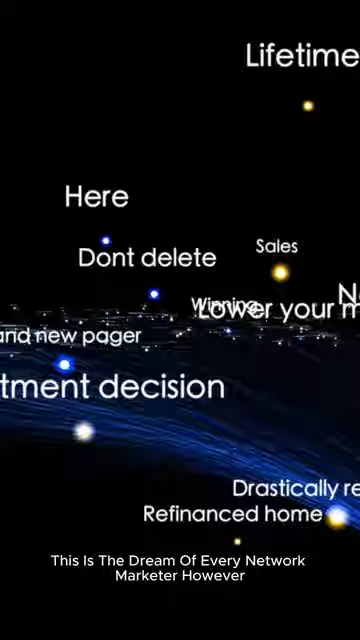 Lifetime
Here
Sales
Dont delete
Winning
Lower your m
and new pager
tment decision
Drastically re
Refinanced home
This Is The Dream Of Every Network
Marketer However